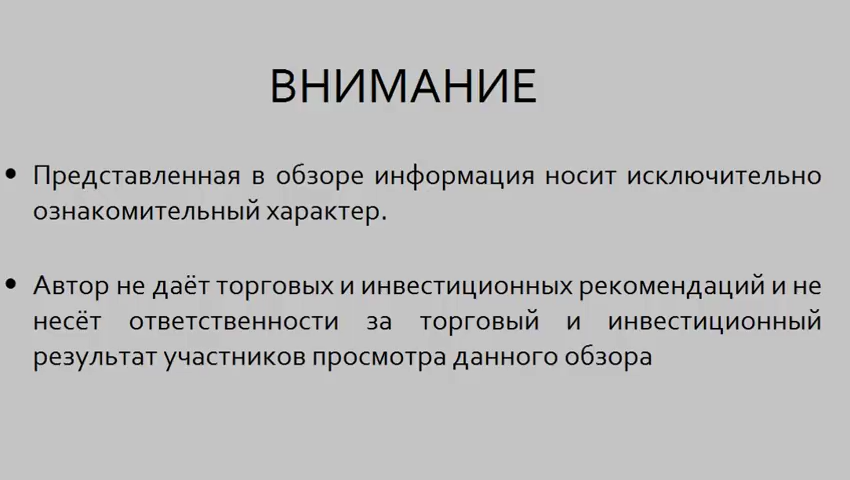 ВНИМАНИЕ
• Представленная в обзоре информация носит исключительно
ознакомительный характер.
• Автор не даёт торговых и инвестиционных рекомендаций и не
несёт ответственности за торговый и инвестиционный
результат участников просмотра данного обзора